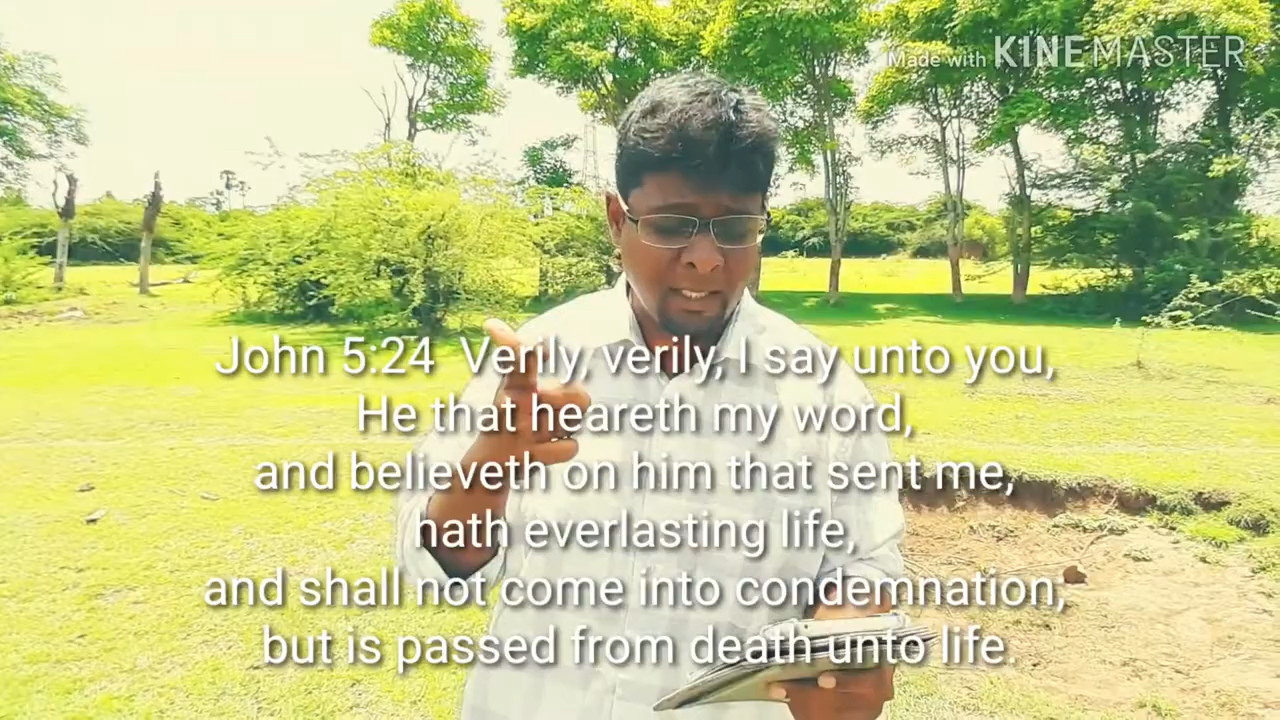 Made with KINEMASTER
John 5:24 Verily, verily, I say unto you,
He that heareth my word,
and believeth on him that sent me,
hath everlasting life,
and shall not come into condemnation;
but is passed from death unto life.